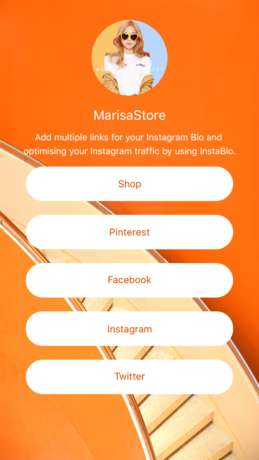 MarisaStore
Add multiple links for your Instagram Bio and
optimising your Instagram traffic by using InstaBio.
Shop
Pinterest
Facebook
Instagram
Twitter